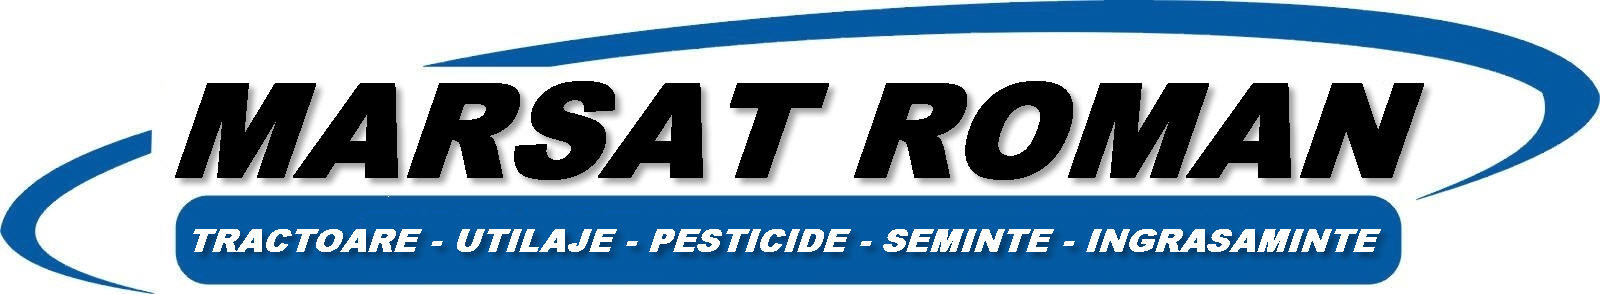 MARSAT ROMAN
TRACTOARE - UTILAJE - PESTICIDE - SEMINTE - INGRASAMINTE